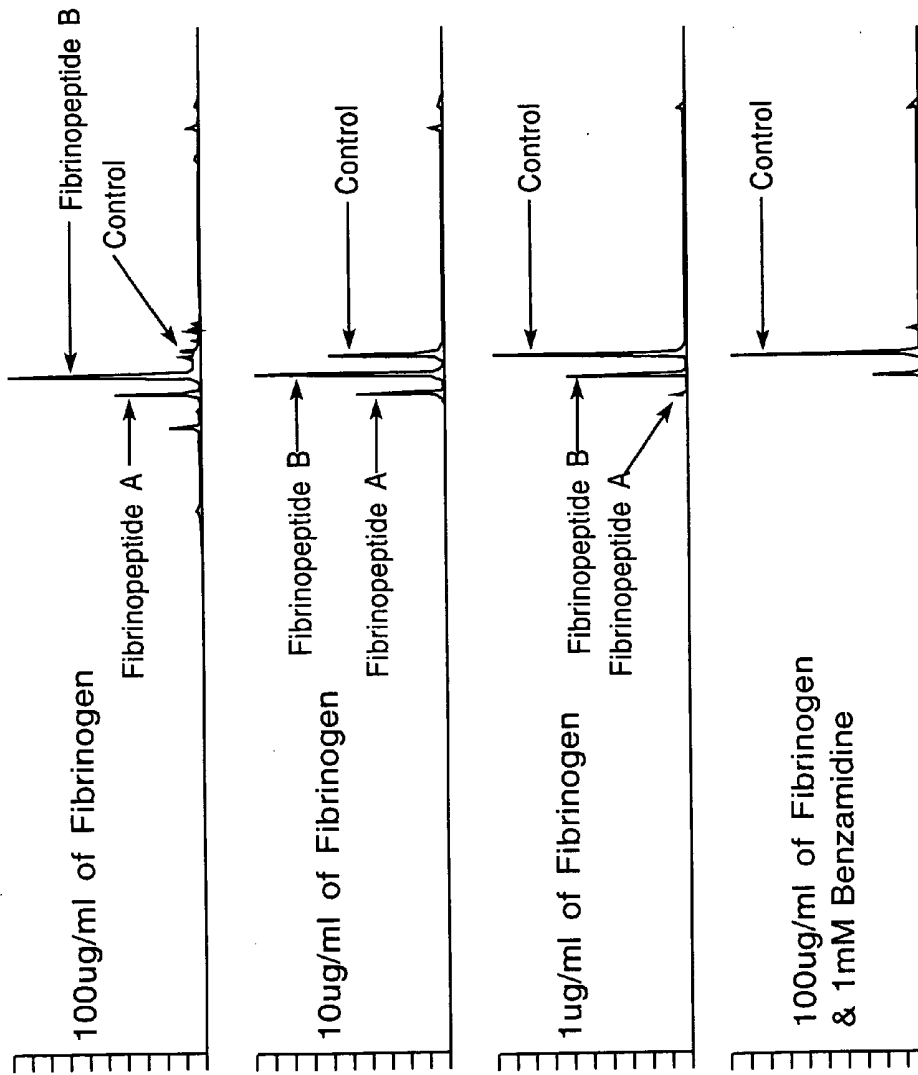 Fibrinopeptide B
Control
Fibrinopeptide A
100ug/ml of Fibrinogen
Control
Fibrinopeptide B
Fibrinopeptide A
10ug/ml of Fibrinogen
Control
Fibrinopeptide B
Fibrinopeptide A
1ug/ml of Fibrinogen
Control
100ug/ml of Fibrinogen
& 1mM Benzamidine